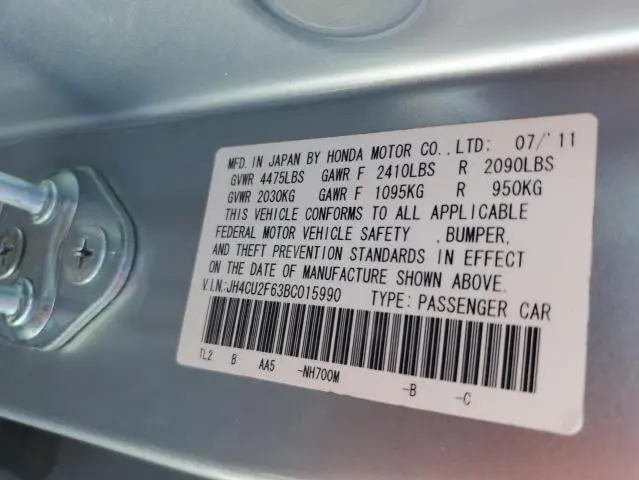 MFD. IN JAPAN BY HONDA MOTOR CO.,LTD: 07/'11
GVWR 4475LBS GAWR F 2410LBS R 2090LBS
GVWR 2030KG GAWR F 1095KG R 950KG
THIS VEHICLE CONFORMS TO ALL APPLICABLE
FEDERAL MOTOR VEHICLE SAFETY , BUMPER,
AND THEFT PREVENTION STANDARDS IN EFFECT
ON THE DATE OF MANUFACTURE SHOWN ABOVE.
V.I.N:JH4CU2F63BC015990 TYPE: PASSENGER CAR
TL2 B AA5 -NH700M -B -C